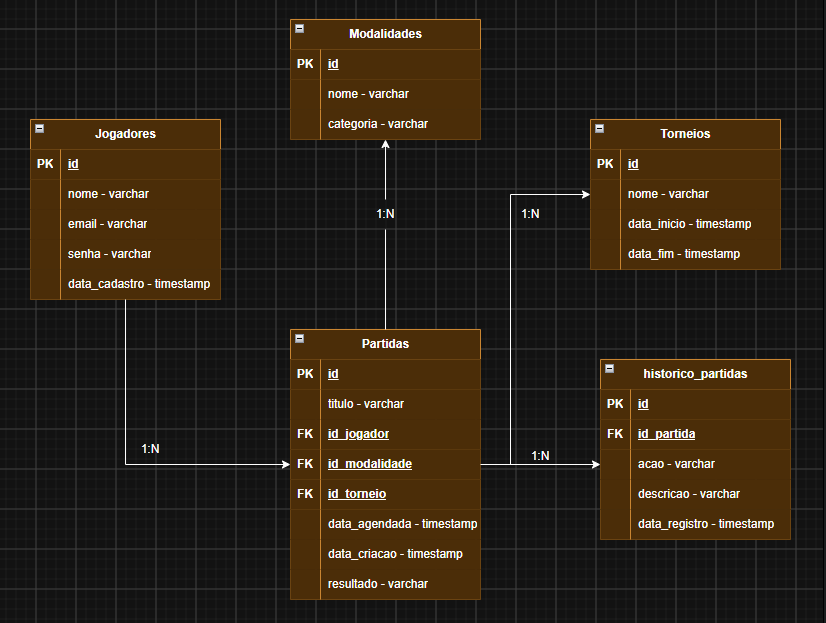 Modalidades
PK id
nome - varchar
categoria - varchar
Jogadores
PK id
nome - varchar
email - varchar
senha - varchar
data_cadastro - timestamp
Torneios
PK id
nome - varchar
data_inicio - timestamp
data_fim - timestamp
1:N
1:N
Partidas
PK id
titulo - varchar
FK id_jogador
FK id_modalidade
FK id_torneio
data_agendada - timestamp
data_criacao - timestamp
resultado - varchar
1:N
1:N
historico_partidas
PK id
FK id_partida
acao - varchar
descricao - varchar
data_registro - timestamp